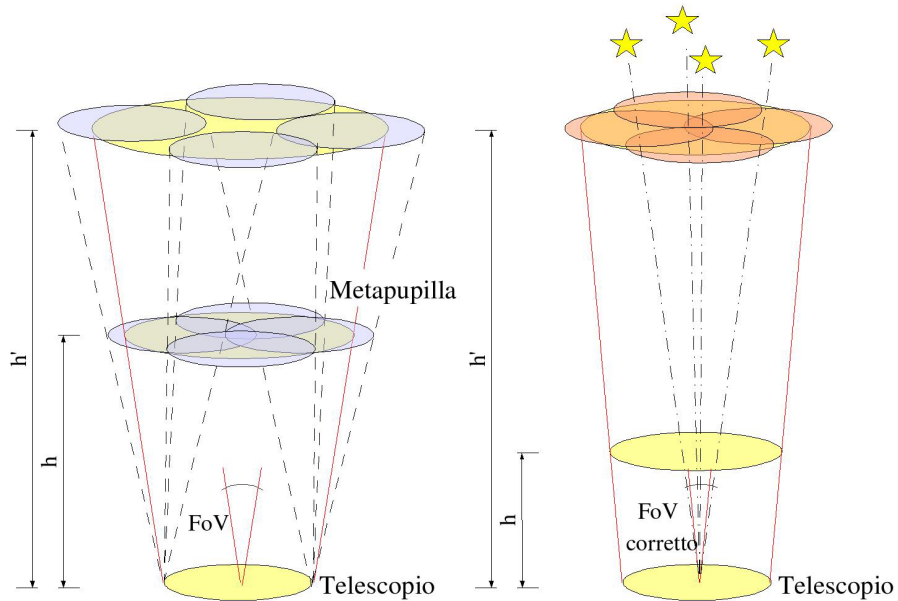 h'
h
FoV
Metapupilla
Telescopio
h'
h
FoV
corretto
Telescopio